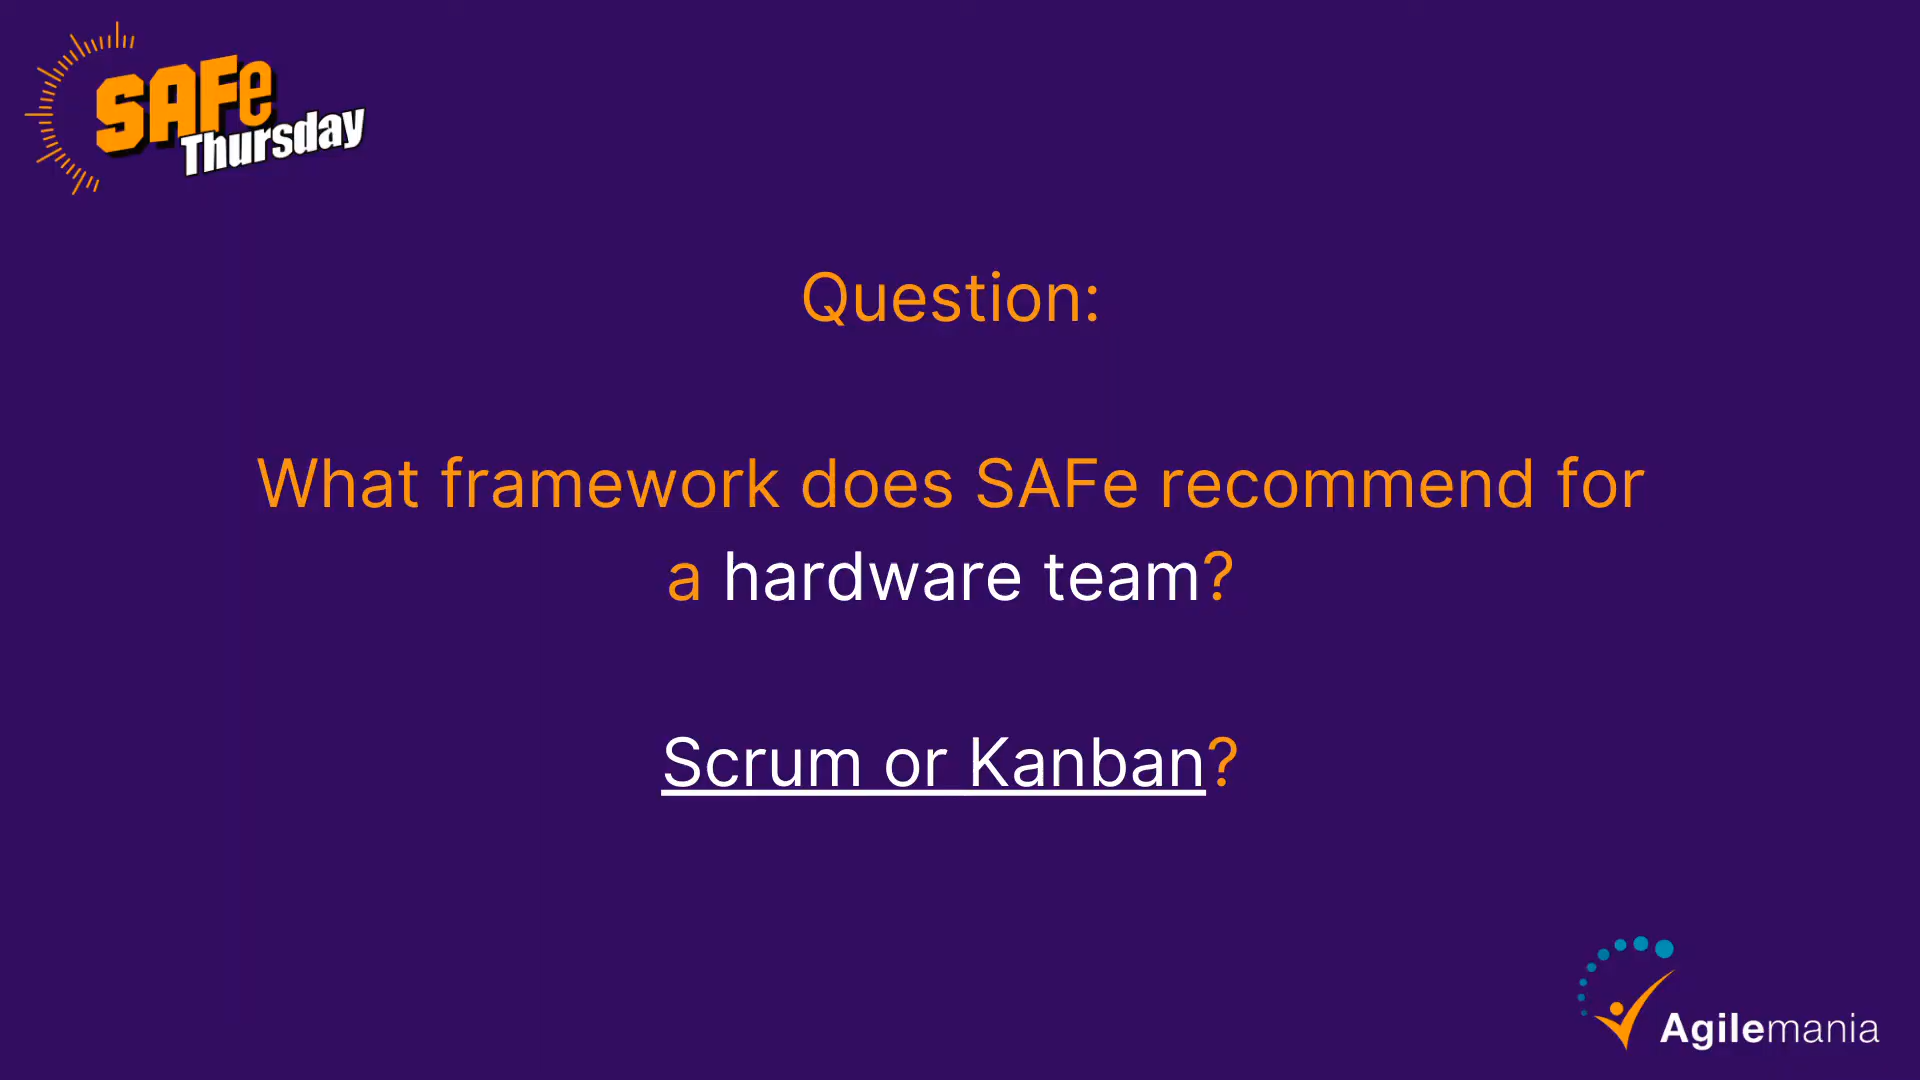 SAFe
Thursday
Question:
What framework does SAFe recommend for
a hardware team?
Scrum or Kanban?
Agilemania